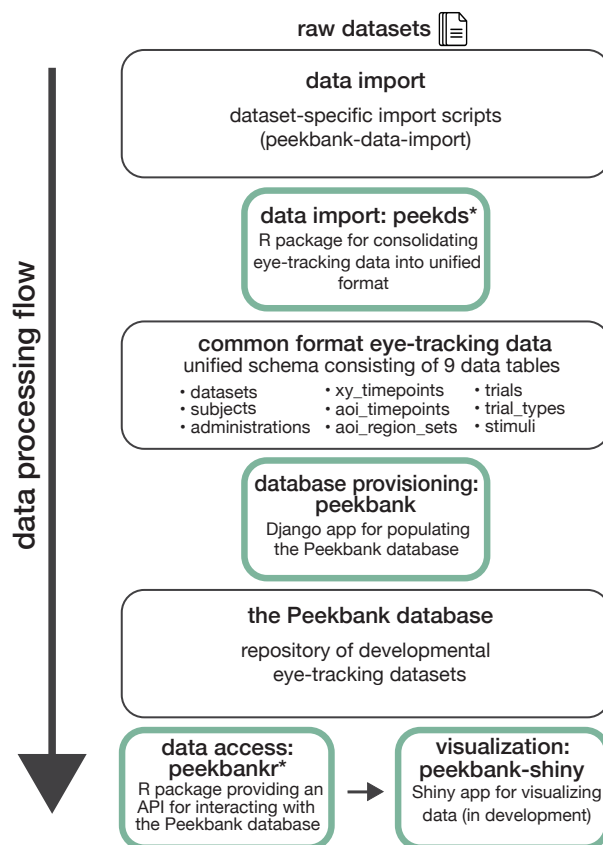 raw datasets
data import
dataset-specific import scripts
(peekbank-data-import)
data import: peekds*
R package for consolidating
eye-tracking data into unified
format
common format eye-tracking data
unified schema consisting of 9 data tables
• datasets • xy_timepoints • trials
• subjects • aoi_timepoints • trial_types
• administrations • aoi_region_sets • stimuli
database provisioning:
peekbank
Django app for populating
the Peekbank database
the Peekbank database
repository of developmental
eye-tracking datasets
data access:
peekbankr*
R package providing an
API for interacting with
the Peekbank database
visualization:
peekbank-shiny
Shiny app for visualizing
data (in development)
data processing flow